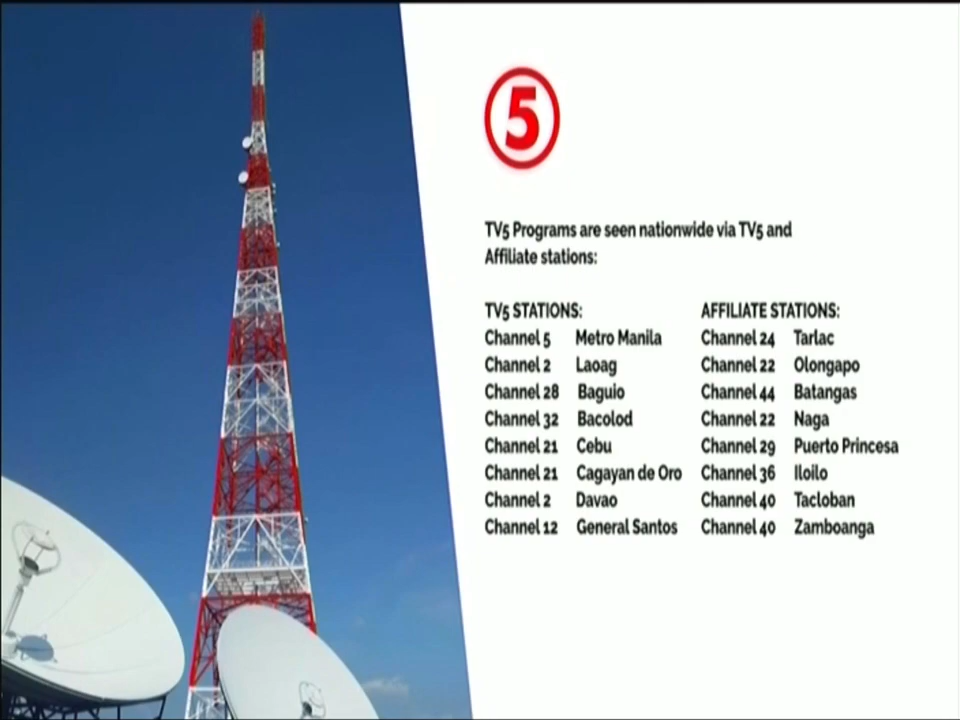 5
TV5 Programs are seen nationwide via TV5 and
Affiliate stations:
TV5 STATIONS:
Channel 5 Metro Manila
Channel 2 Laoag
Channel 28 Baguio
Channel 32 Bacolod
Channel 21 Cebu
Channel 21 Cagayan de Oro
Channel 2 Davao
Channel 12 General Santos
AFFILIATE STATIONS:
Channel 24 Tarlac
Channel 22 Olongapo
Channel 44 Batangas
Channel 22 Naga
Channel 29 Puerto Princesa
Channel 36 Iloilo
Channel 40 Tacloban
Channel 40 Zamboanga